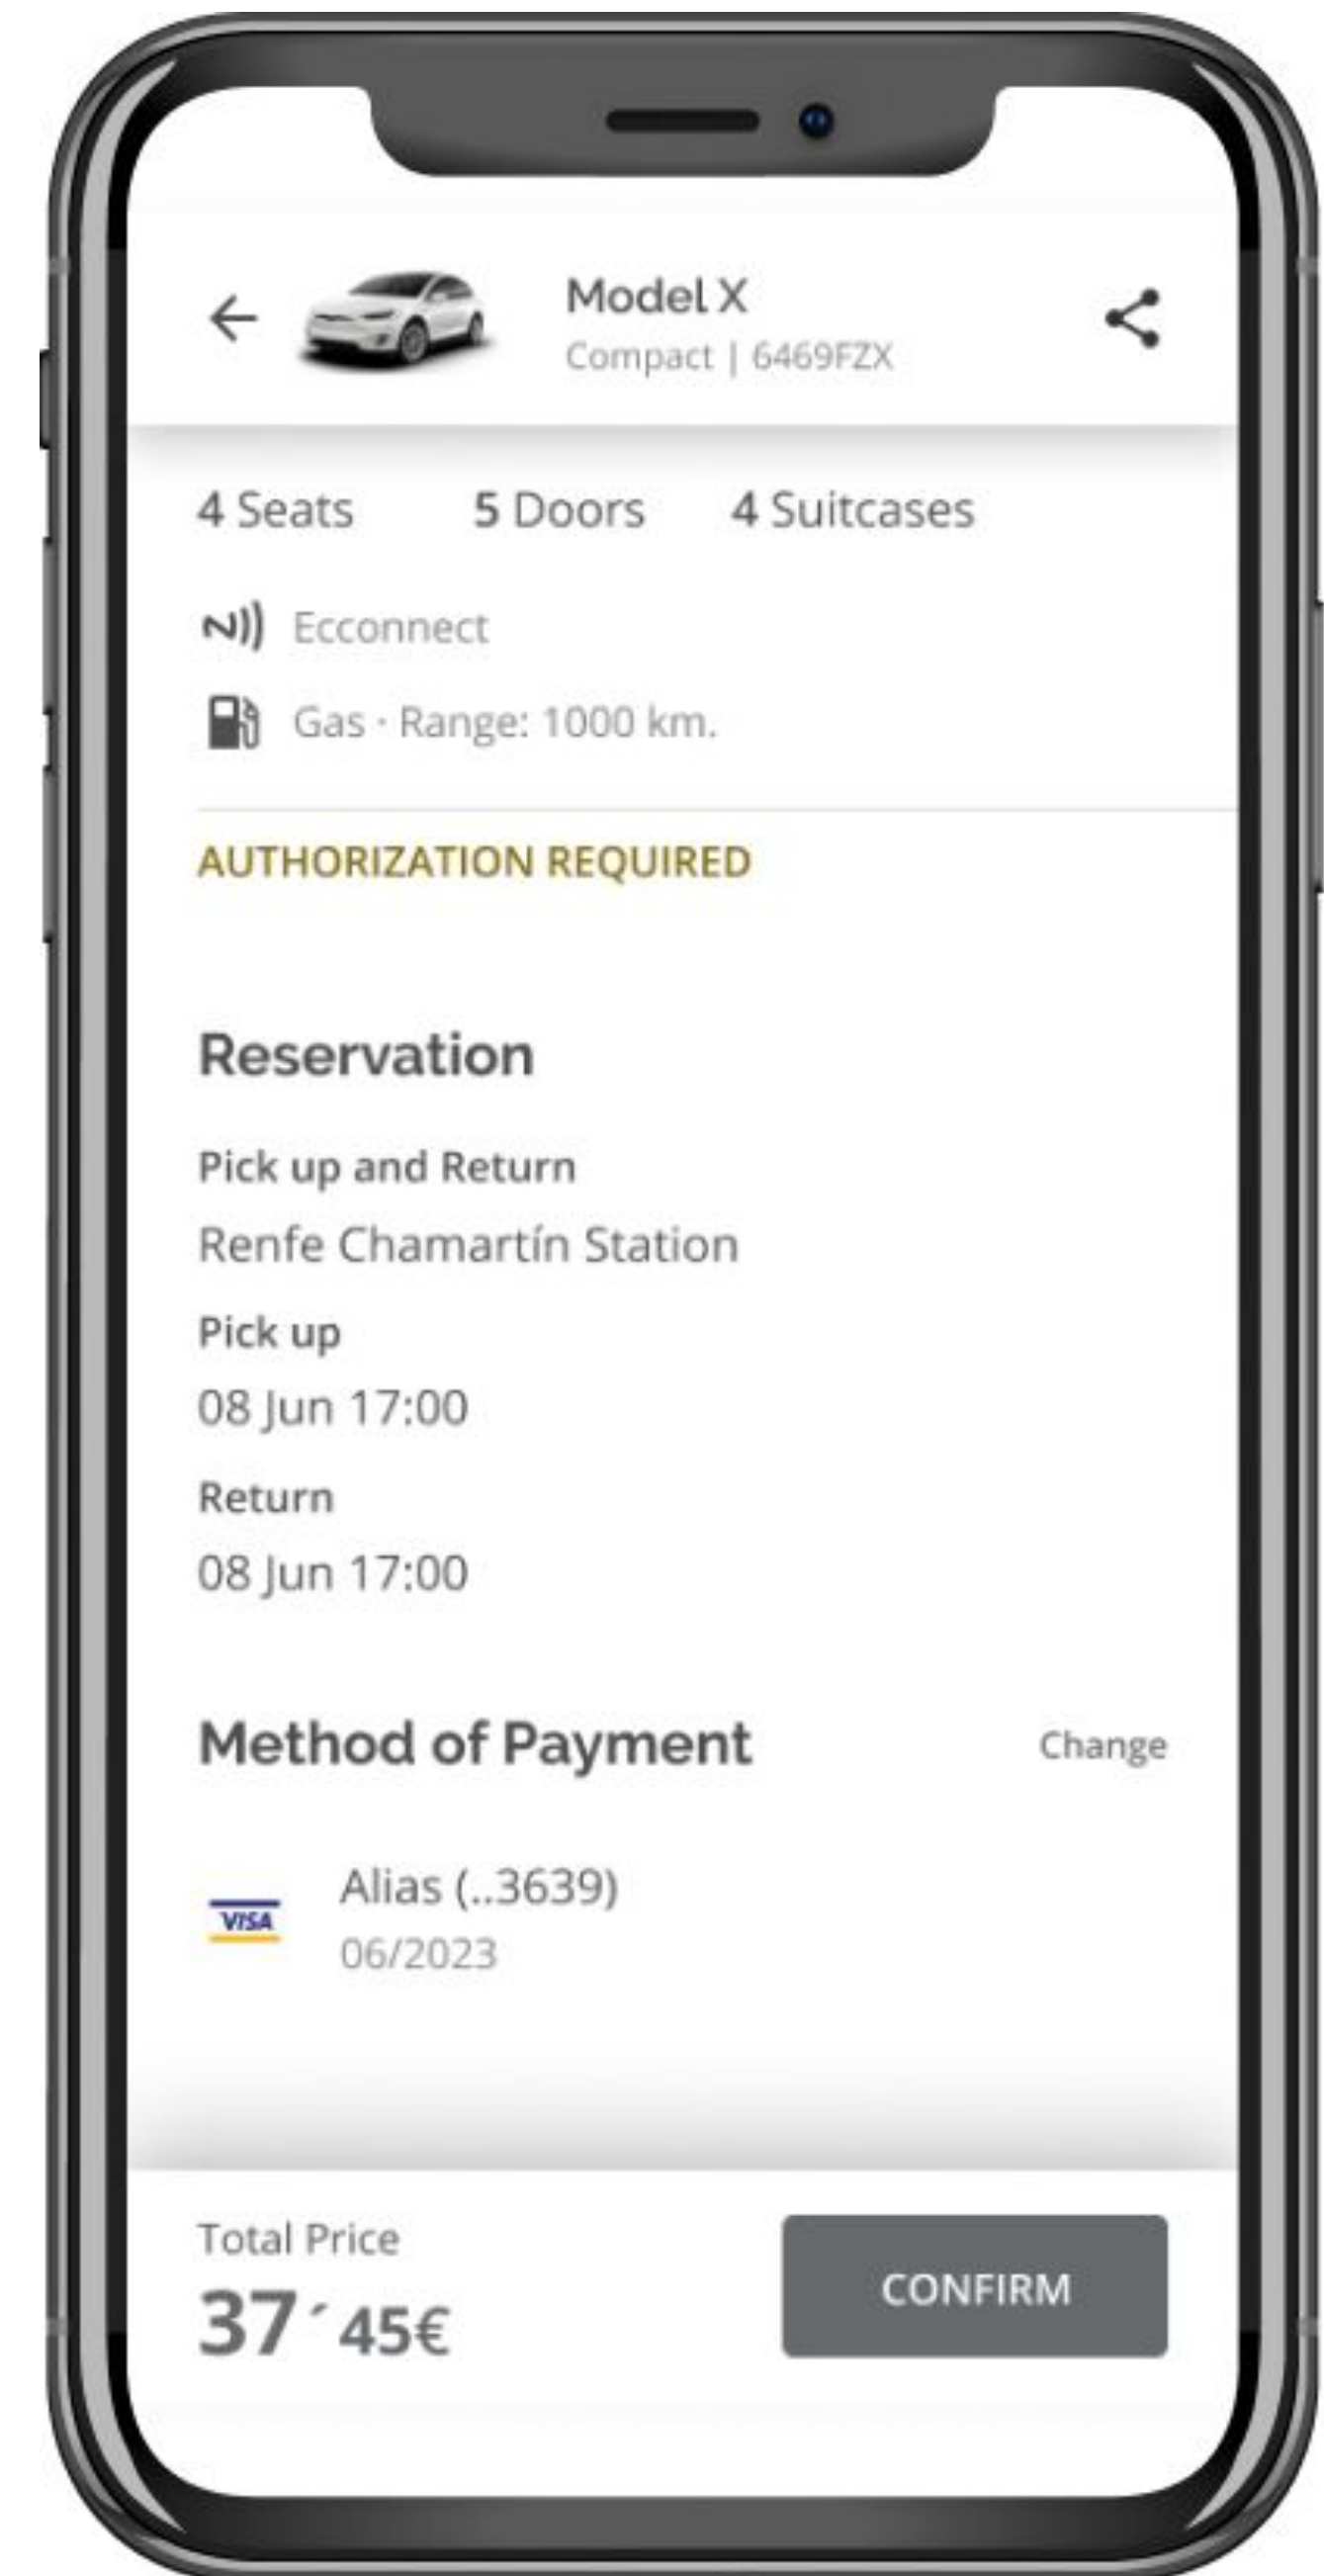 Model X
Compact | 6469FZX
4 Seats 5 Doors 4 Suitcases
Ecconnect
Gas · Range: 1000 km.
AUTHORIZATION REQUIRED
Reservation
Pick up and Return
Renfe Chamartín Station
Pick up
08 Jun 17:00
Return
08 Jun 17:00
Method of Payment Change
VISA
Alias (..3639)
06/2023
Total Price
37´45€
CONFIRM